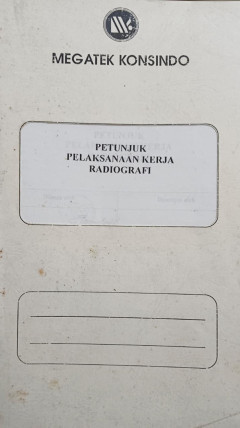 MEGATEK KONSINDO
PETUNJUK
PELAKSANAAN KERJA
RADIOGRAFI